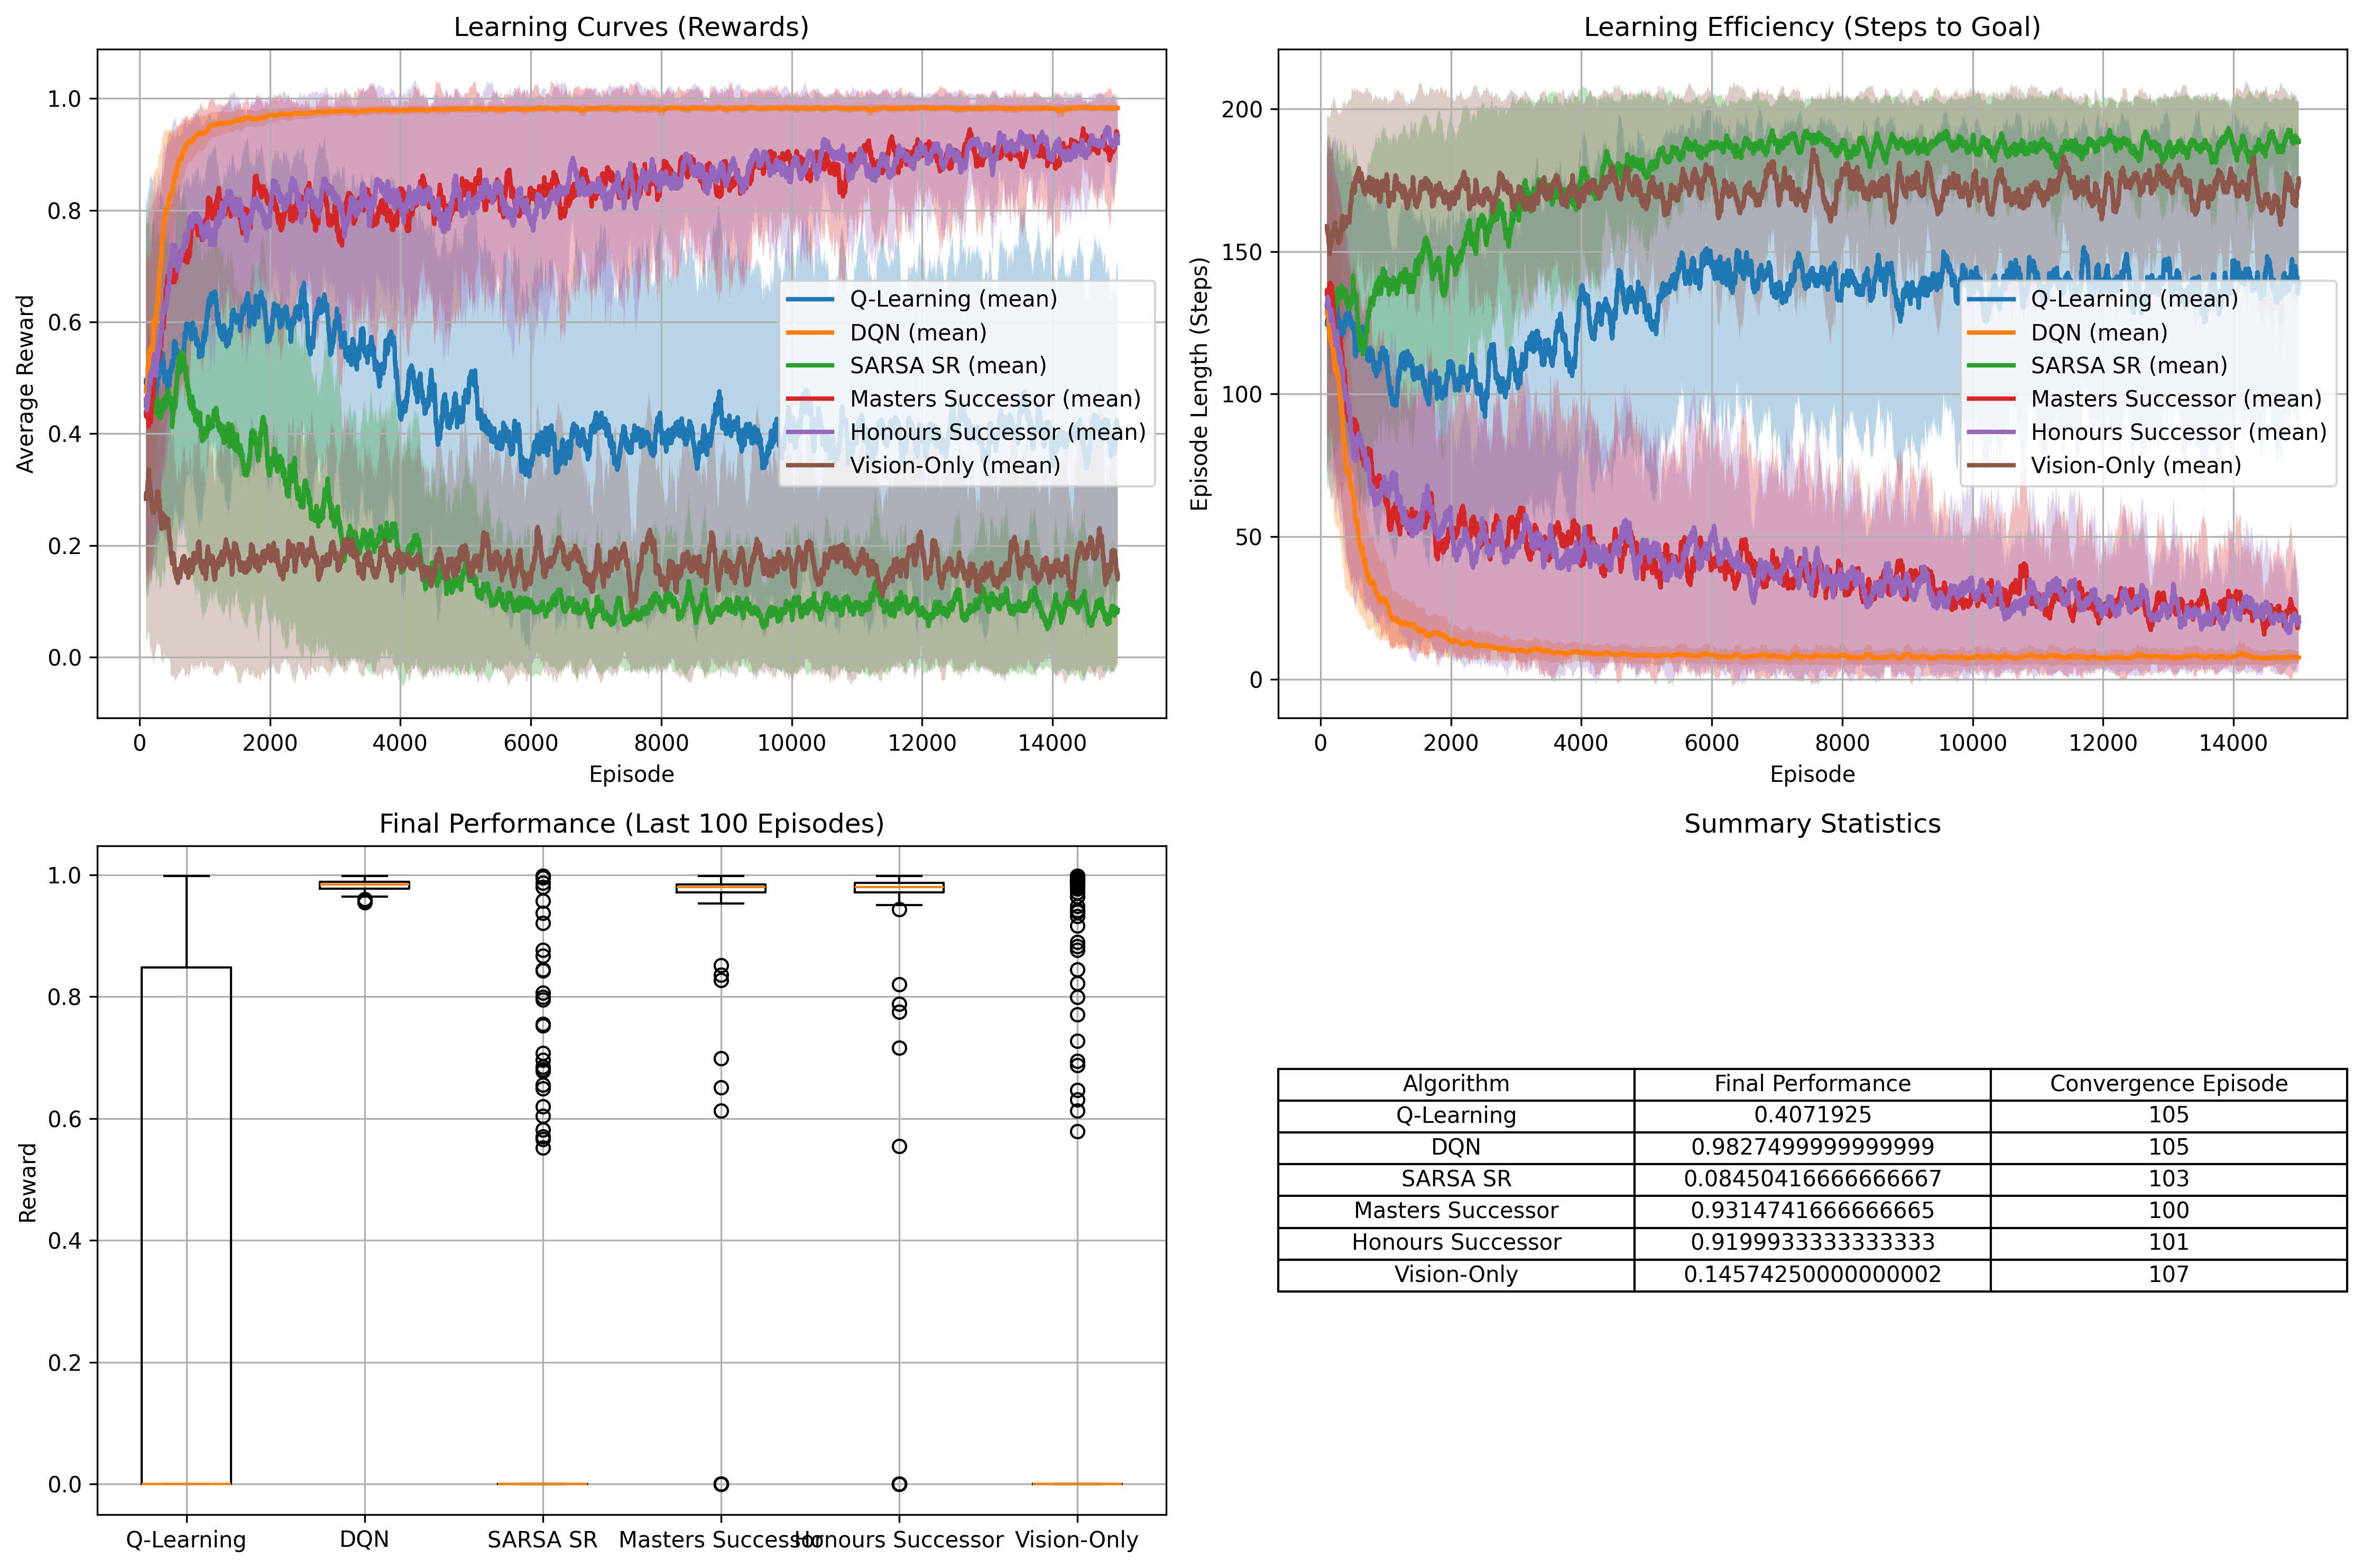 Learning Curves (Rewards)
1.0
0.8
0.6
0.4
0.2
0.0
Average Reward
0 2000 4000 6000 8000 10000 12000 14000
Episode
Q-Learning (mean)
DQN (mean)
SARSA SR (mean)
Masters Successor (mean)
Honours Successor (mean)
Vision-Only (mean)
Learning Efficiency (Steps to Goal)
200
150
100
50
0
Episode Length (Steps)
0 2000 4000 6000 8000 10000 12000 14000
Episode
Q-Learning (mean)
DQN (mean)
SARSA SR (mean)
Masters Successor (mean)
Honours Successor (mean)
Vision-Only (mean)
Final Performance (Last 100 Episodes)
1.0
0.8
0.6
0.4
0.2
0.0
Reward
Q-Learning DQN SARSA SR Masters Successor Honours Successor Vision-Only
Summary Statistics
Algorithm Final Performance Convergence Episode
Q-Learning 0.4071925 105
DQN 0.9827499999999999 105
SARSA SR 0.08450416666666667 103
Masters Successor 0.9314741666666665 100
Honours Successor 0.9199933333333333 101
Vision-Only 0.14574250000000002 107